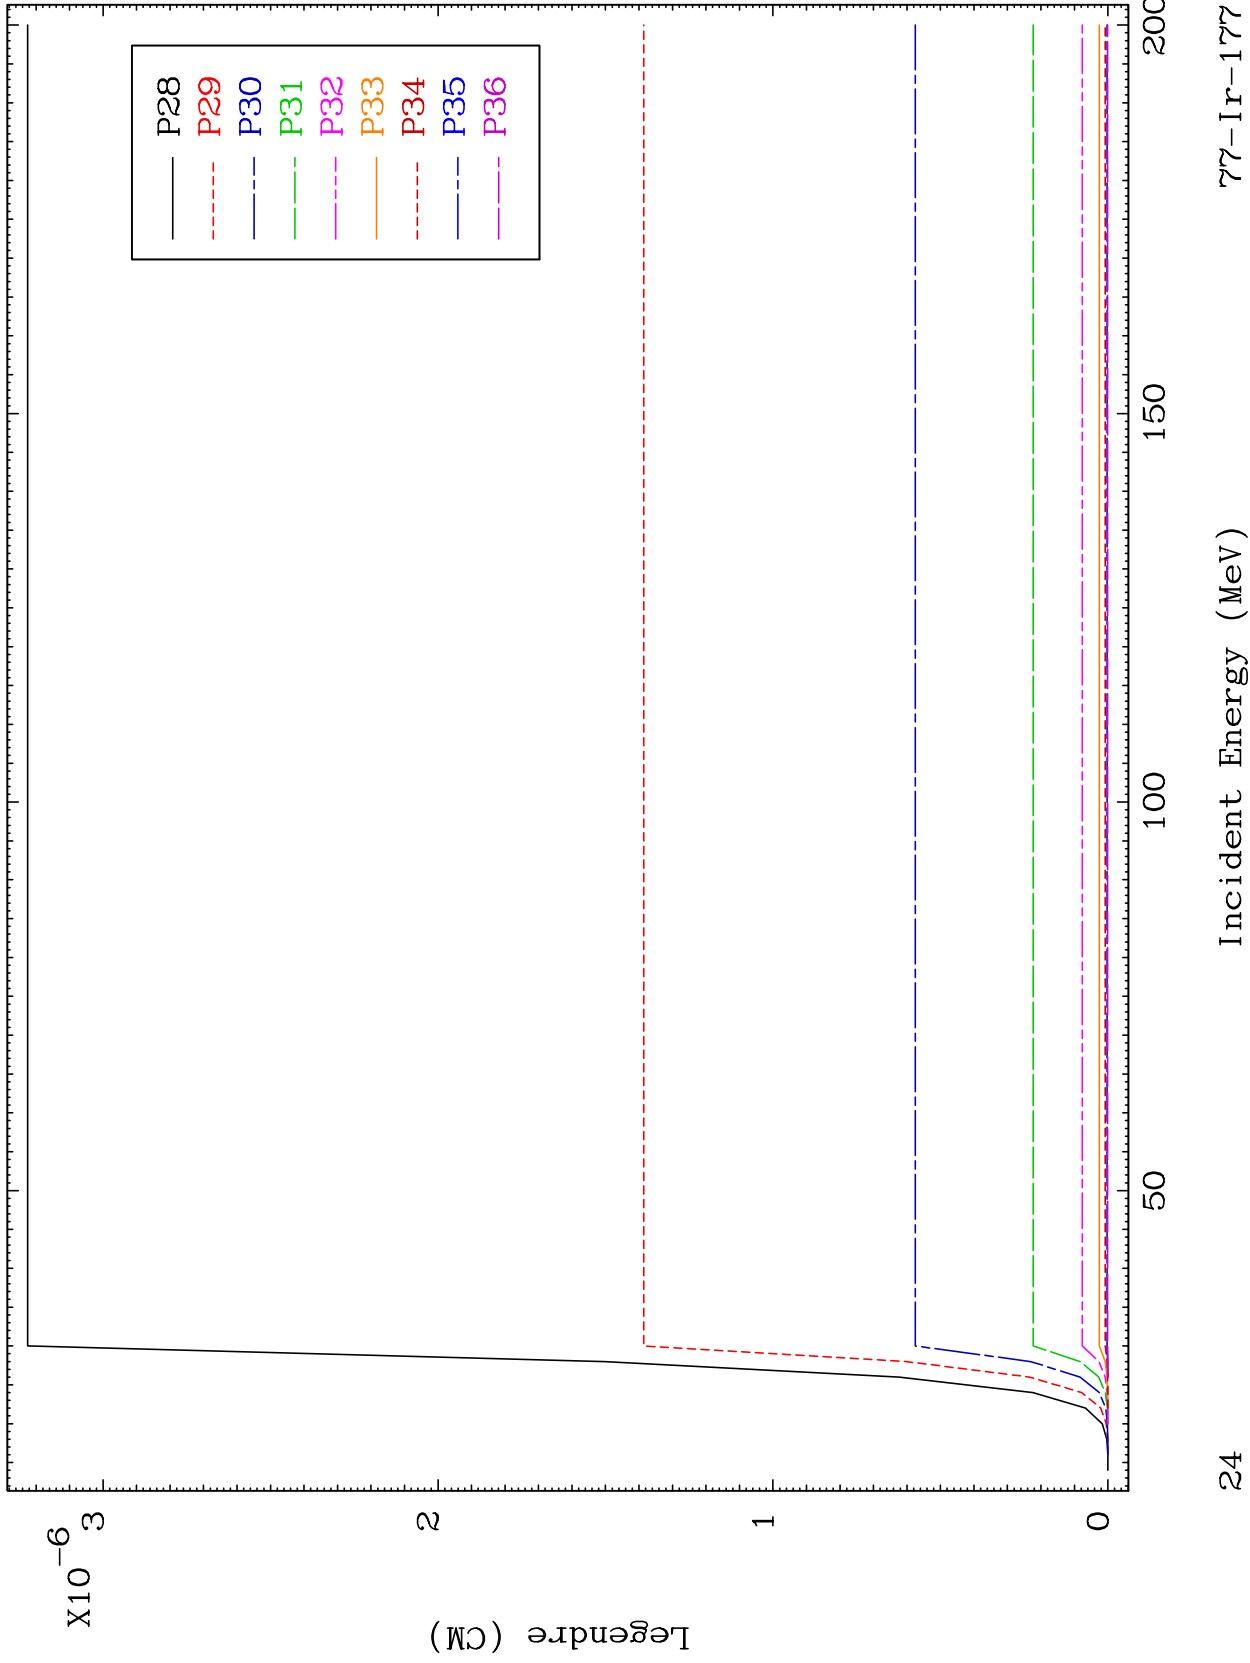 X10-6
3
2
1
0
Legendre (CM)
P28
P29
P30
P31
P32
P33
P34
P35
P36
50
100
150
200
24
Incident Energy (MeV)
77-Ir-177